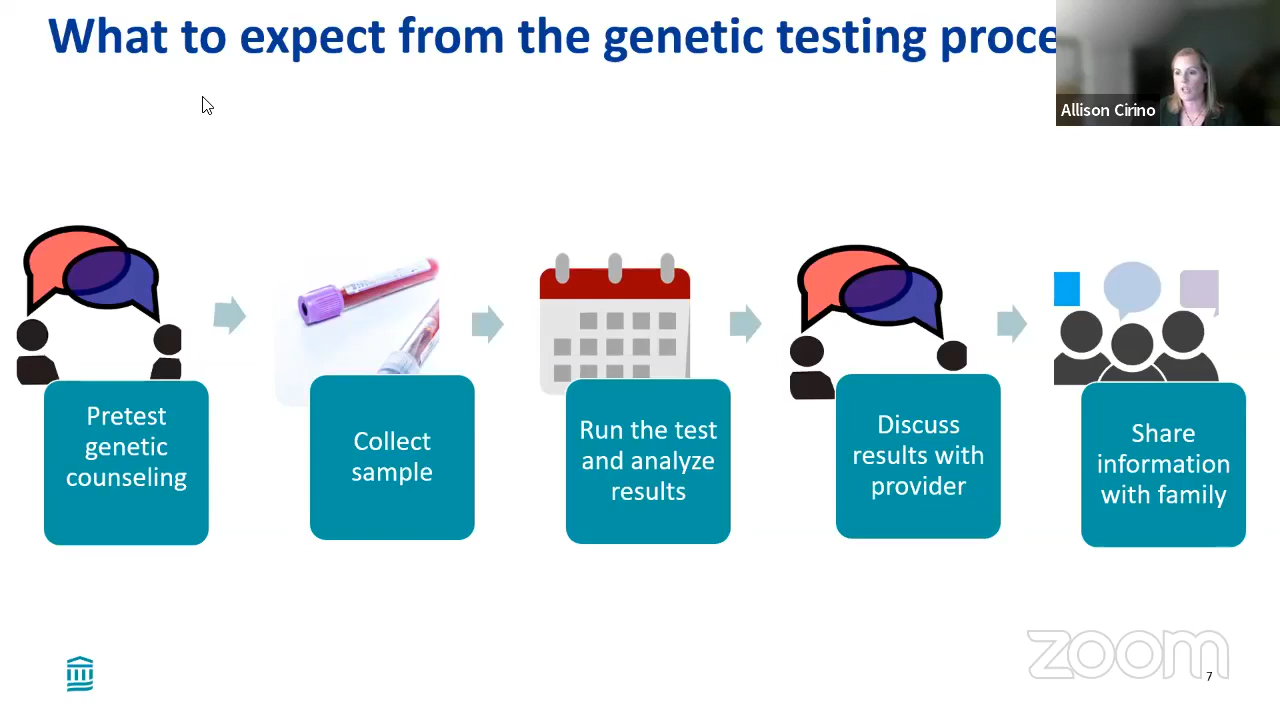 What to expect from the genetic testing proce
Allison Cirino
Pretest
genetic
counseling
Collect
sample
Run the test
and analyze
results
Discuss
results with
provider
Share
information
with family
zoom
7